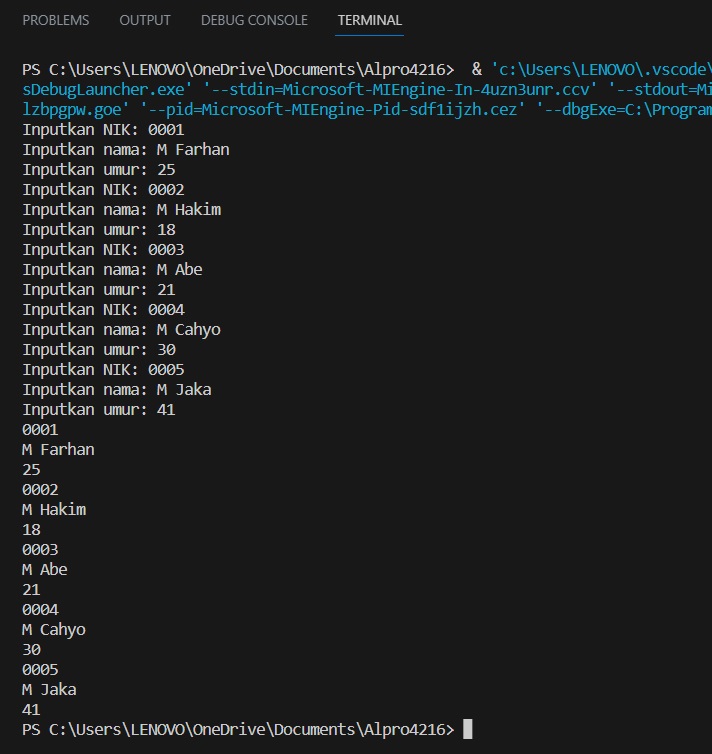 PROBLEMS OUTPUT DEBUG CONSOLE TERMINAL
PS C:\Users\LENOVO\OneDrive\Documents\Alpro4216>  & 'c:\Users\LENOVO\.vscode\
sDebugLauncher.exe' '--stdin=Microsoft-MIEngine-In-4uzn3unr.ccv' '--stdout=Mi
lzbpgpw.goe' '--pid=Microsoft-MIEngine-Pid-sdf1ijzh.cez' '--dbgExe=C:\Program
Inputkan NIK: 0001
Inputkan nama: M Farhan
Inputkan umur: 25
Inputkan NIK: 0002
Inputkan nama: M Hakim
Inputkan umur: 18
Inputkan NIK: 0003
Inputkan nama: M Abe
Inputkan umur: 21
Inputkan NIK: 0004
Inputkan nama: M Cahyo
Inputkan umur: 30
Inputkan NIK: 0005
Inputkan nama: M Jaka
Inputkan umur: 41
0001
M Farhan
25
0002
M Hakim
18
0003
M Abe
21
0004
M Cahyo
30
0005
M Jaka
41
PS C:\Users\LENOVO\OneDrive\Documents\Alpro4216>